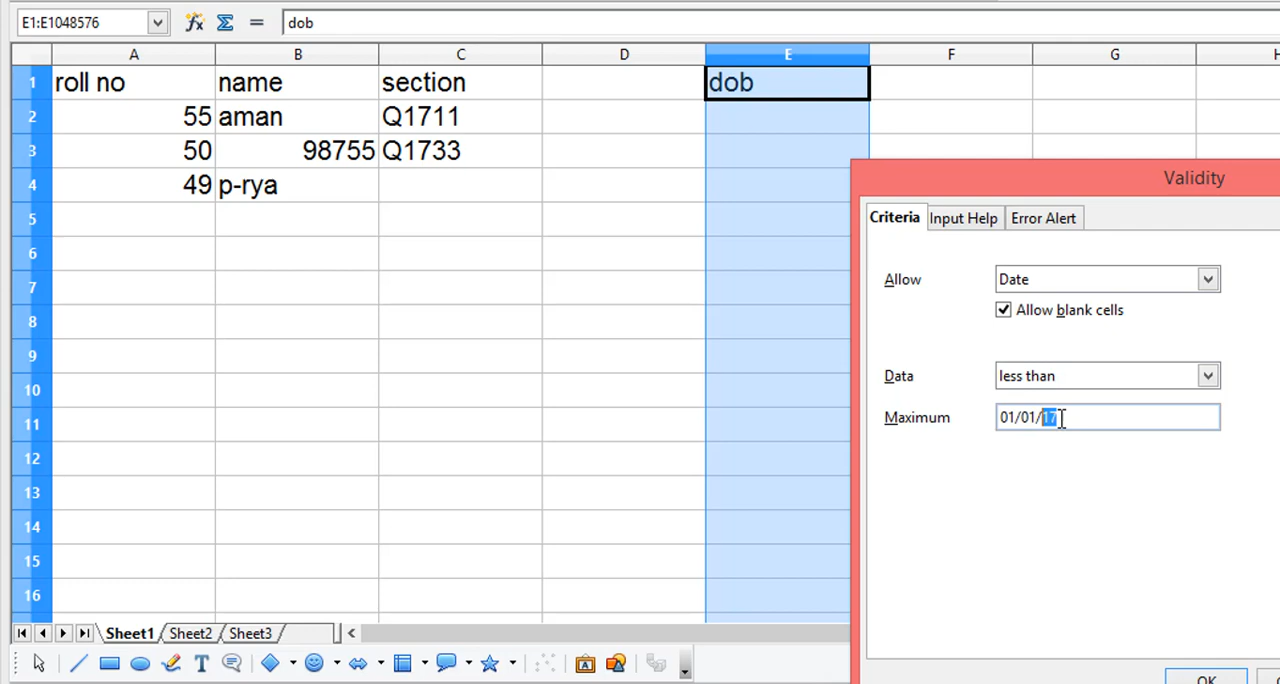 E1:E1048576 dob
A B C D E F G H
1 roll no name section dob
2 55 aman Q1711
3 50 98755 Q1733
4 49 p-rya
5
6
7
8
9
10
11
12
13
14
15
16
Validity
Criteria Input Help Error Alert
Allow Date
Allow blank cells
Data less than
Maximum 01/01/17
OK
Sheet1 Sheet2 Sheet3